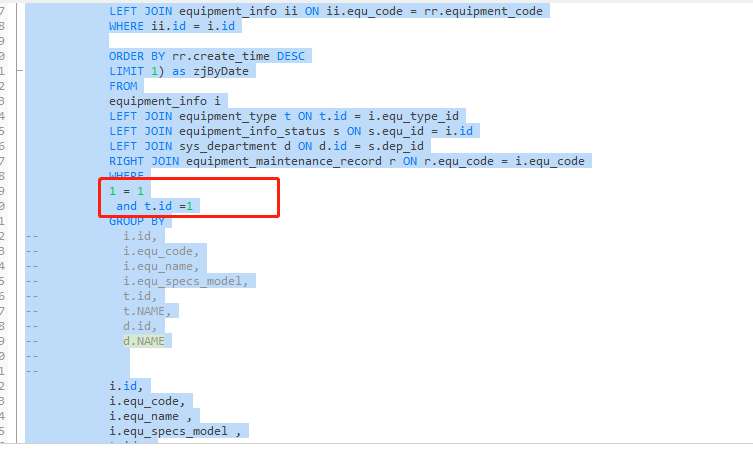 7 LEFT JOIN equipment_info ii ON ii.equ_code = rr.equipment_code
8 WHERE ii.id = i.id
9
0 ORDER BY rr.create_time DESC
1 LIMIT 1) as zjByDate
2 FROM
3 equipment_info i
4 LEFT JOIN equipment_type t ON t.id = i.equ_type_id
5 LEFT JOIN equipment_info_status s ON s.equ_id = i.id
6 LEFT JOIN sys_department d ON d.id = s.dep_id
7 RIGHT JOIN equipment_maintenance_record r ON r.equ_code = i.equ_code
8 WHERE
9 1 = 1
0 and t.id =1
1 GROUP BY
2 -- i.id,
3 -- i.equ_code,
4 -- i.equ_name,
5 -- i.equ_specs_model,
6 -- t.id,
7 -- t.NAME,
8 -- d.id,
9 -- d.NAME
0 --
1 --
2 i.id,
3 i.equ_code,
4 i.equ_name ,
5 i.equ_specs_model ,